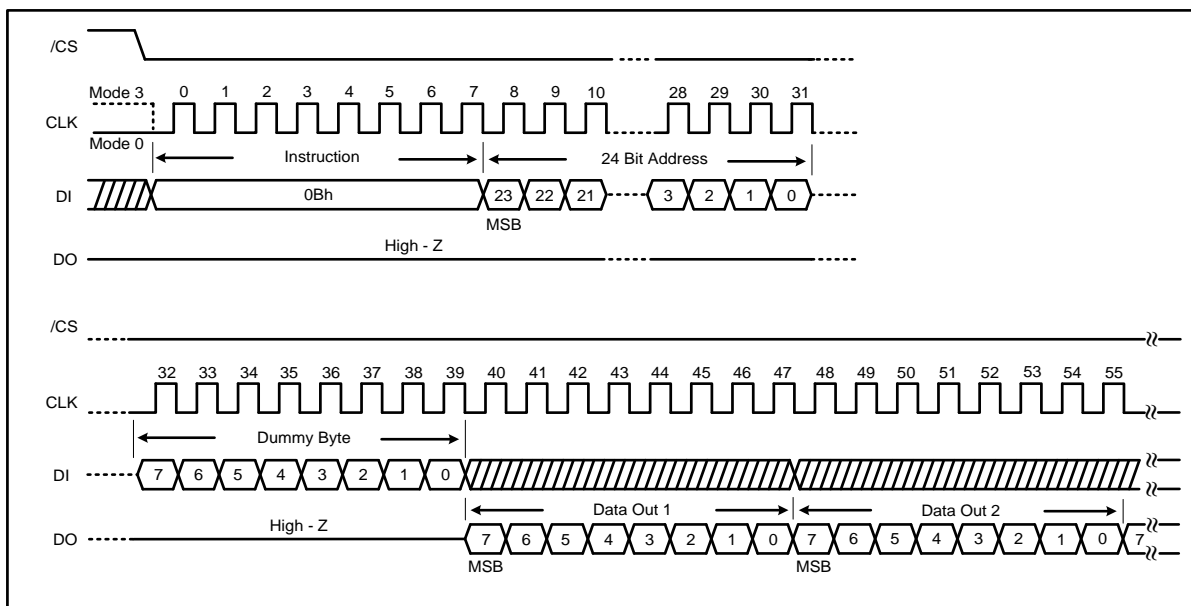 /CS
Mode 3 0 1 2 3 4 5 6 7 8 9 10 28 29 30 31
CLK
Mode 0
Instruction 24 Bit Address
DI 0Bh 23 22 21 3 2 1 0
MSB
High - Z
DO
/CS
32 33 34 35 36 37 38 39 40 41 42 43 44 45 46 47 48 49 50 51 52 53 54 55
CLK
Dummy Byte
DI 7 6 5 4 3 2 1 0
High - Z Data Out 1 Data Out 2
DO 7 6 5 4 3 2 1 0 7 6 5 4 3 2 1 0 7
MSB MSB